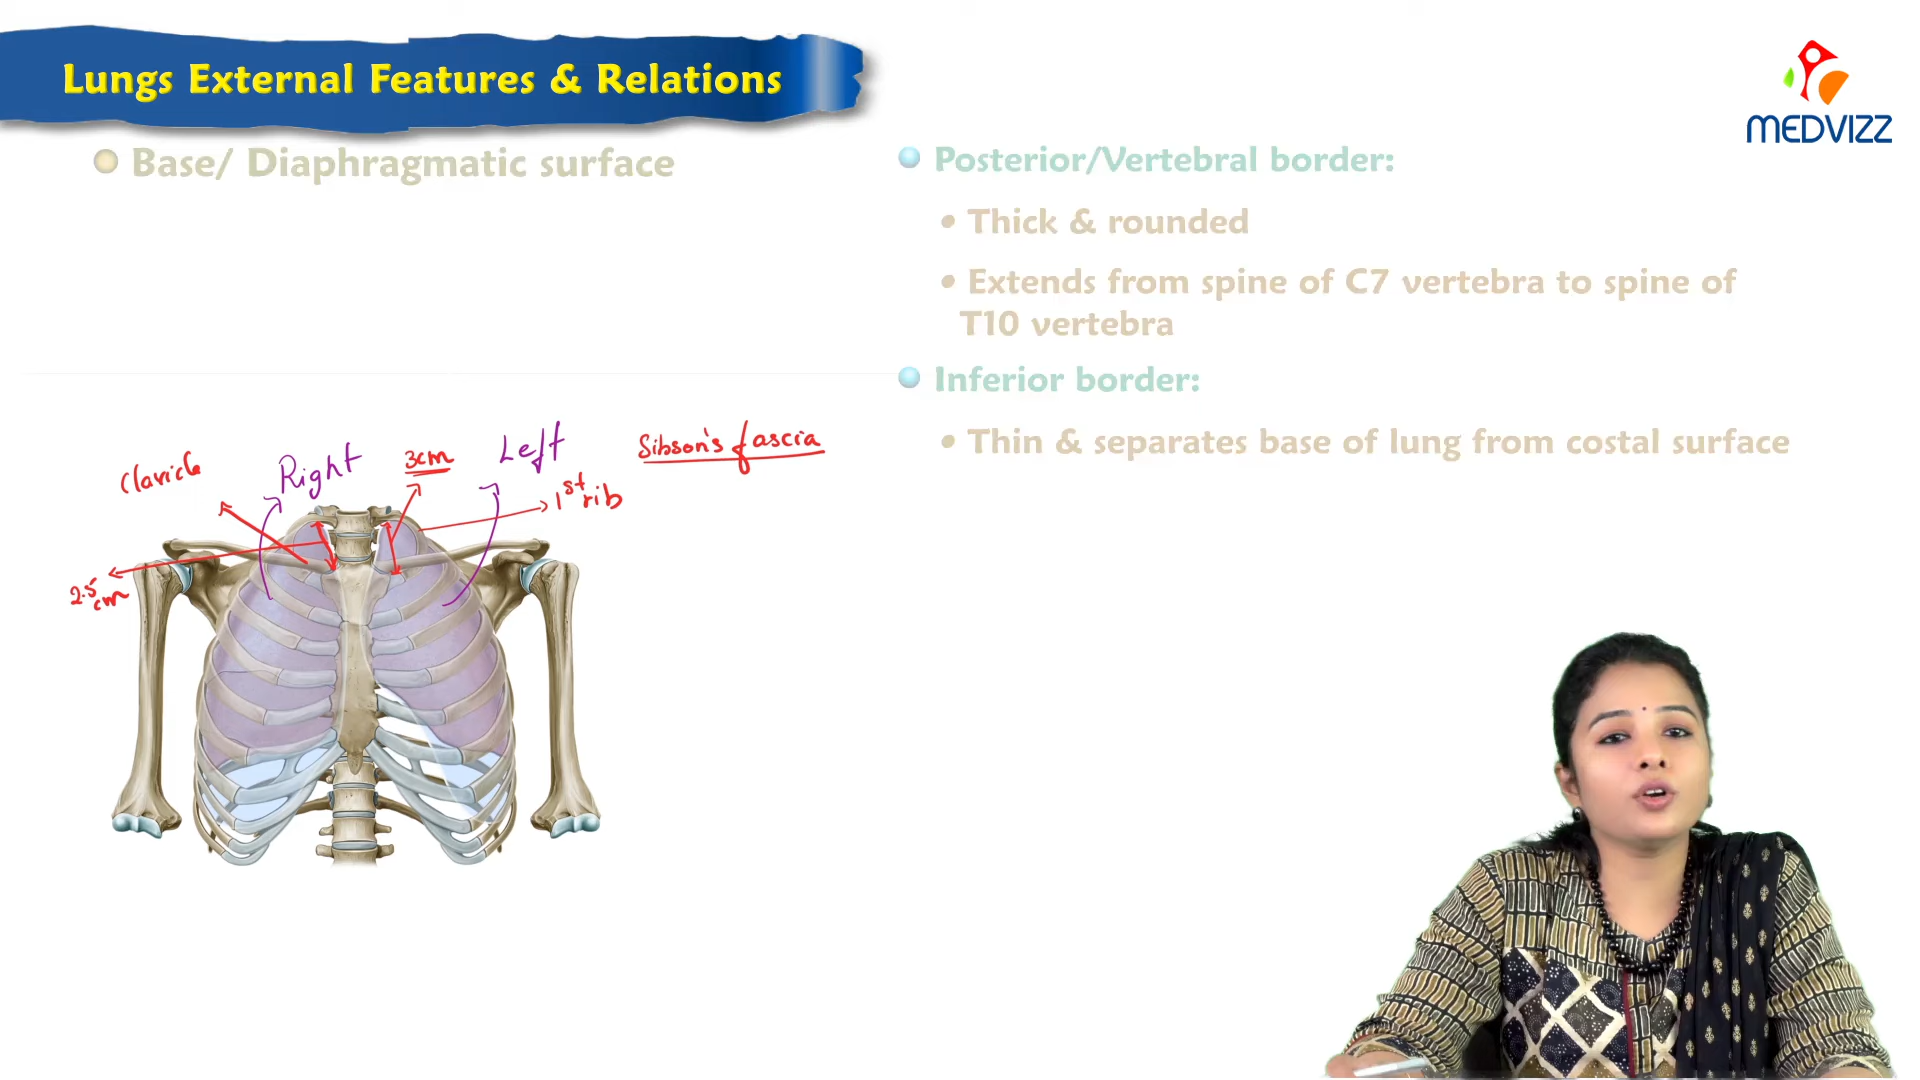 Lungs External Features & Relations
MEDVIZZ
Base/ Diaphragmatic surface
Posterior/Vertebral border:
• Thick & rounded
• Extends from spine of C7 vertebra to spine of
T10 vertebra
Inferior border:
• Thin & separates base of lung from costal surface
Clavicle
Right
3cm
Left
Sibson's fascia
1st rib
2.5 cm